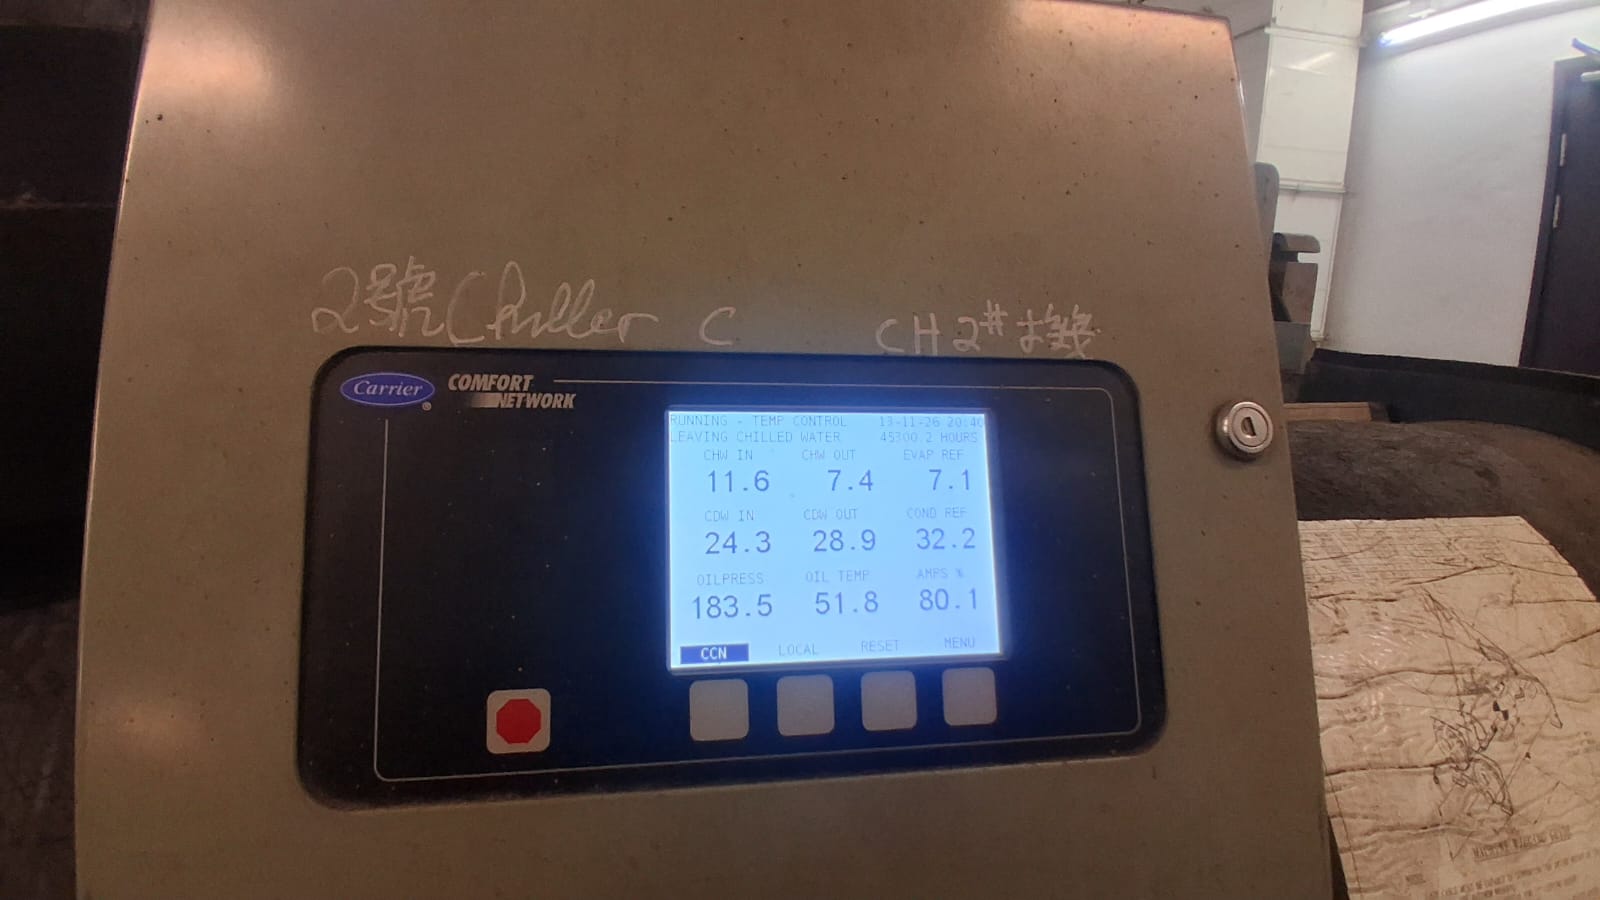 2號Chiller C
CH2#
Carrier
COMFORT
NETWORK
RUNNING - TEMP CONTROL 13-11-26 20:40
LEAVING CHILLED WATER 45300.2 HOURS
CHW IN CHW OUT EVAP REF
11.6 7.4 7.1
CDW IN CDW OUT COND REF
24.3 28.9 32.2
OILPRESS OIL TEMP AMPS %
183.5 51.8 80.1
CCN LOCAL RESET MENU
MACHINE RIGGING GUIDE